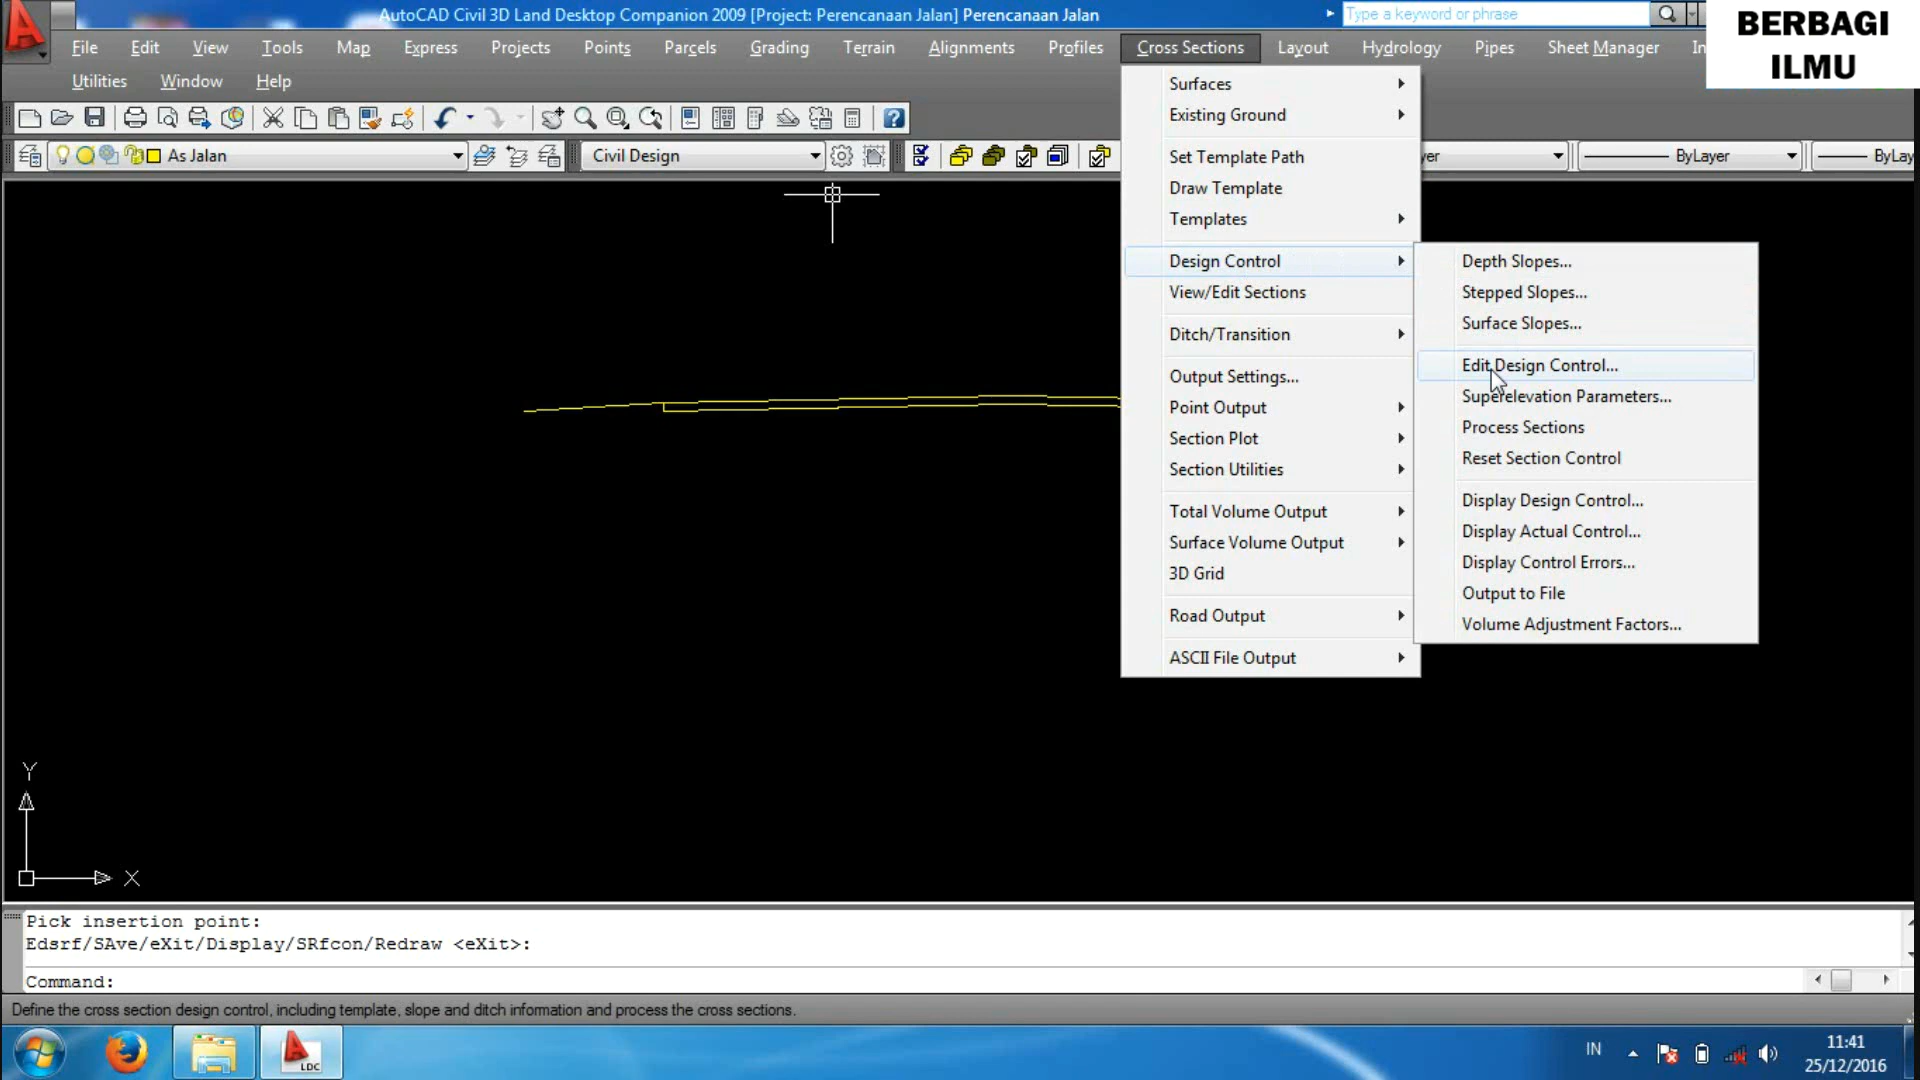 AutoCAD Civil 3D Land Desktop Companion 2009 [Project: Perencanaan Jalan] Perencanaan Jalan
Type a keyword or phrase
BERBAGI
ILMU
File Edit View Tools Map Express Projects Points Parcels Grading Terrain Alignments Profiles Cross Sections Layout Hydrology Pipes Sheet Manager In
Utilities Window Help
As Jalan
Civil Design
yer
ByLayer
ByLay
Surfaces
Existing Ground
Set Template Path
Draw Template
Templates
Design Control
View/Edit Sections
Ditch/Transition
Output Settings...
Point Output
Section Plot
Section Utilities
Total Volume Output
Surface Volume Output
3D Grid
Road Output
ASCII File Output
Depth Slopes...
Stepped Slopes...
Surface Slopes...
Edit Design Control...
Superelevation Parameters...
Process Sections
Reset Section Control
Display Design Control...
Display Actual Control...
Display Control Errors...
Output to File
Volume Adjustment Factors...
Y
X
Pick insertion point:
Edsrf/SAve/eXit/Display/SRfcon/Redraw <eXit>:
Command:
Define the cross section design control, including template, slope and ditch information and process the cross sections.
LDC
IN
11:41
25/12/2016